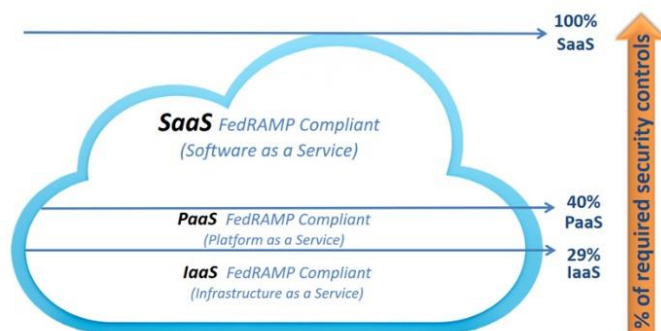 100%
SaaS
SaaS FedRAMP Compliant
(Software as a Service)
40%
PaaS
PaaS FedRAMP Compliant
(Platform as a Service)
29%
IaaS
IaaS FedRAMP Compliant
(Infrastructure as a Service)
% of required security controls